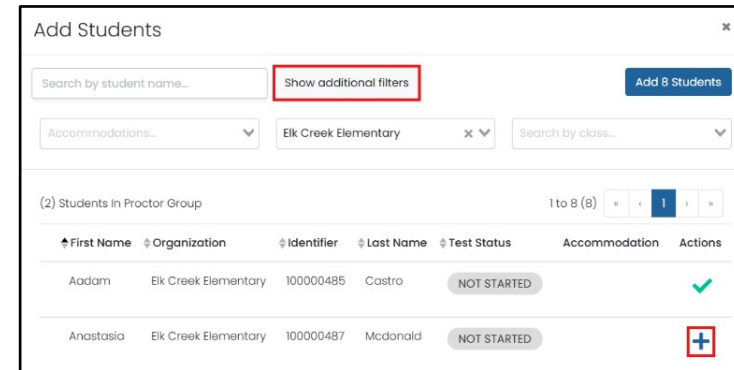 Add Students
Search by student name... Show additional filters Add 8 Students
Accommodations... Elk Creek Elementary Search by class...
(2) Students In Proctor Group 1 to 8 (8) « ‹ 1 › »
First Name Organization Identifier Last Name Test Status Accommodation Actions
Aadam Elk Creek Elementary 100000485 Castro NOT STARTED
Anastasia Elk Creek Elementary 100000487 Mcdonald NOT STARTED